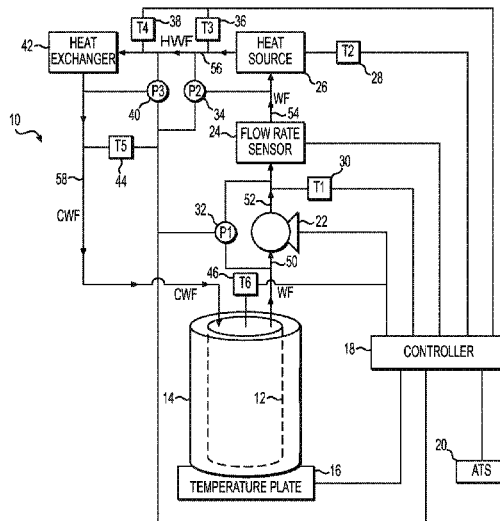 42
T4
38
T3
36
HEAT
EXCHANGER
HWF
56
HEAT
SOURCE
T2
26
28
P3
40
P2
34
WF
54
10
24
FLOW RATE
SENSOR
58
T5
44
T1
30
52
32
P1
22
CWF
46
50
T6
CWF
WF
18
CONTROLLER
14
12
20
ATS
16
TEMPERATURE PLATE